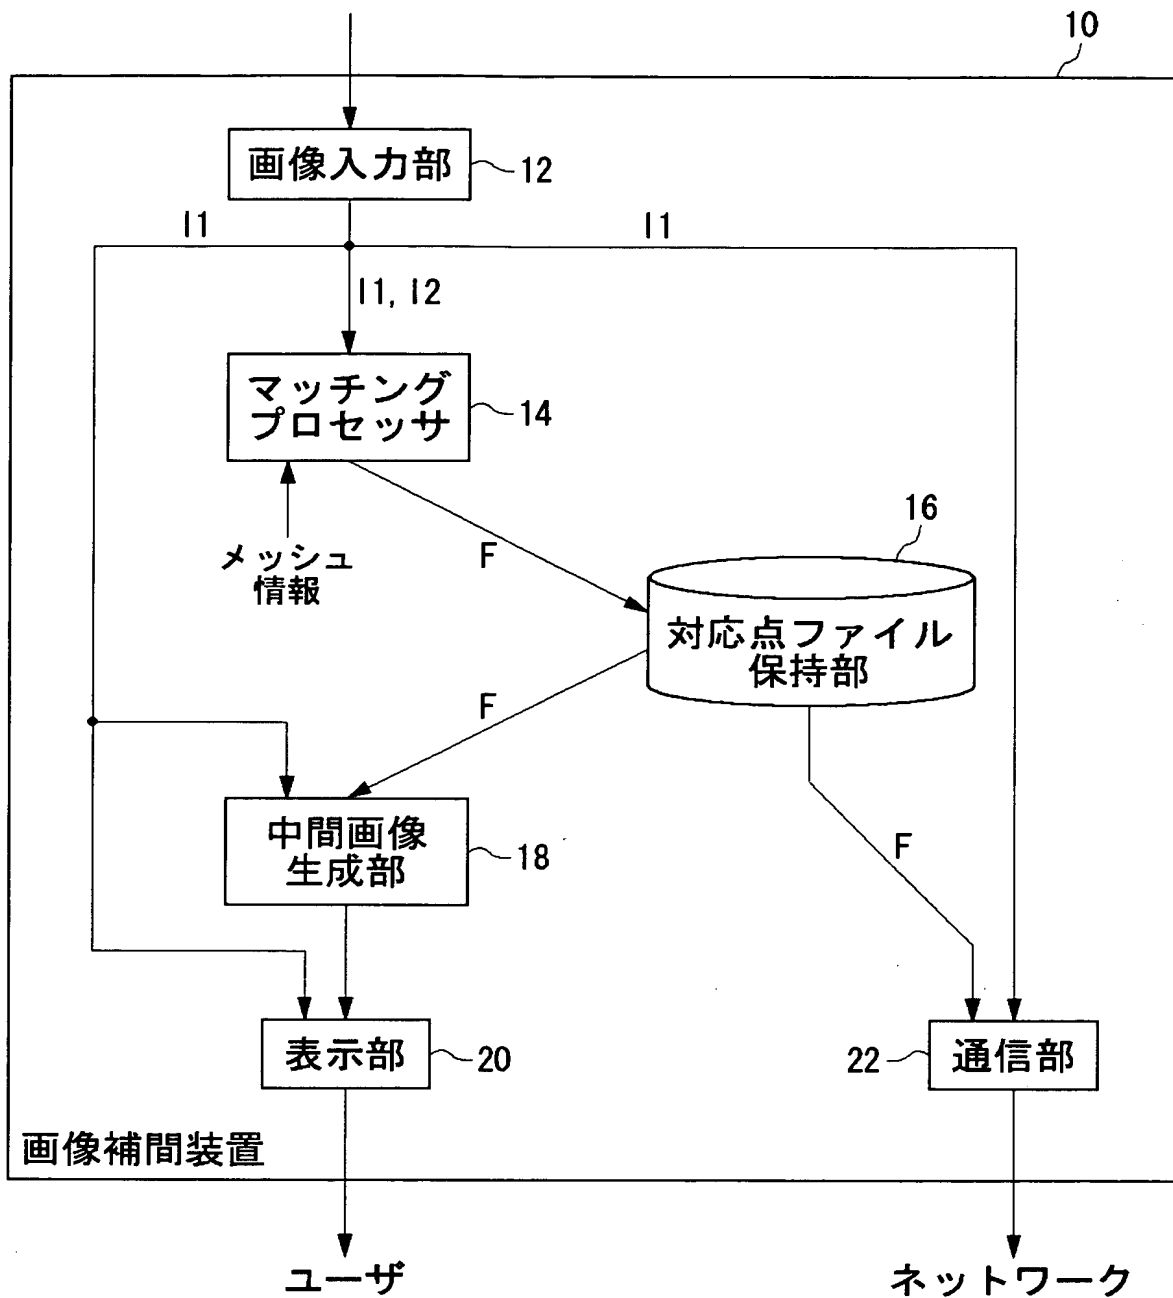 10
画像入力部
12
I1
I1
I1, I2
マッチング
プロセッサ
14
メッシュ
情報
F
16
対応点ファイル
保持部
F
中間画像
生成部
18
F
表示部
20
22
通信部
画像補間装置
ユーザ
ネットワーク